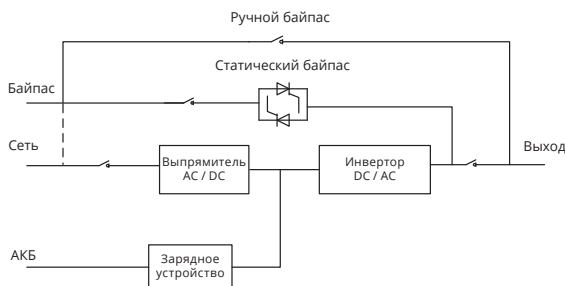 Ручной байпас
Статический байпас
Байпас
Сеть
Выпрямитель
AC / DC
Инвертор
DC / AC
Выход
АКБ
Зарядное
устройство